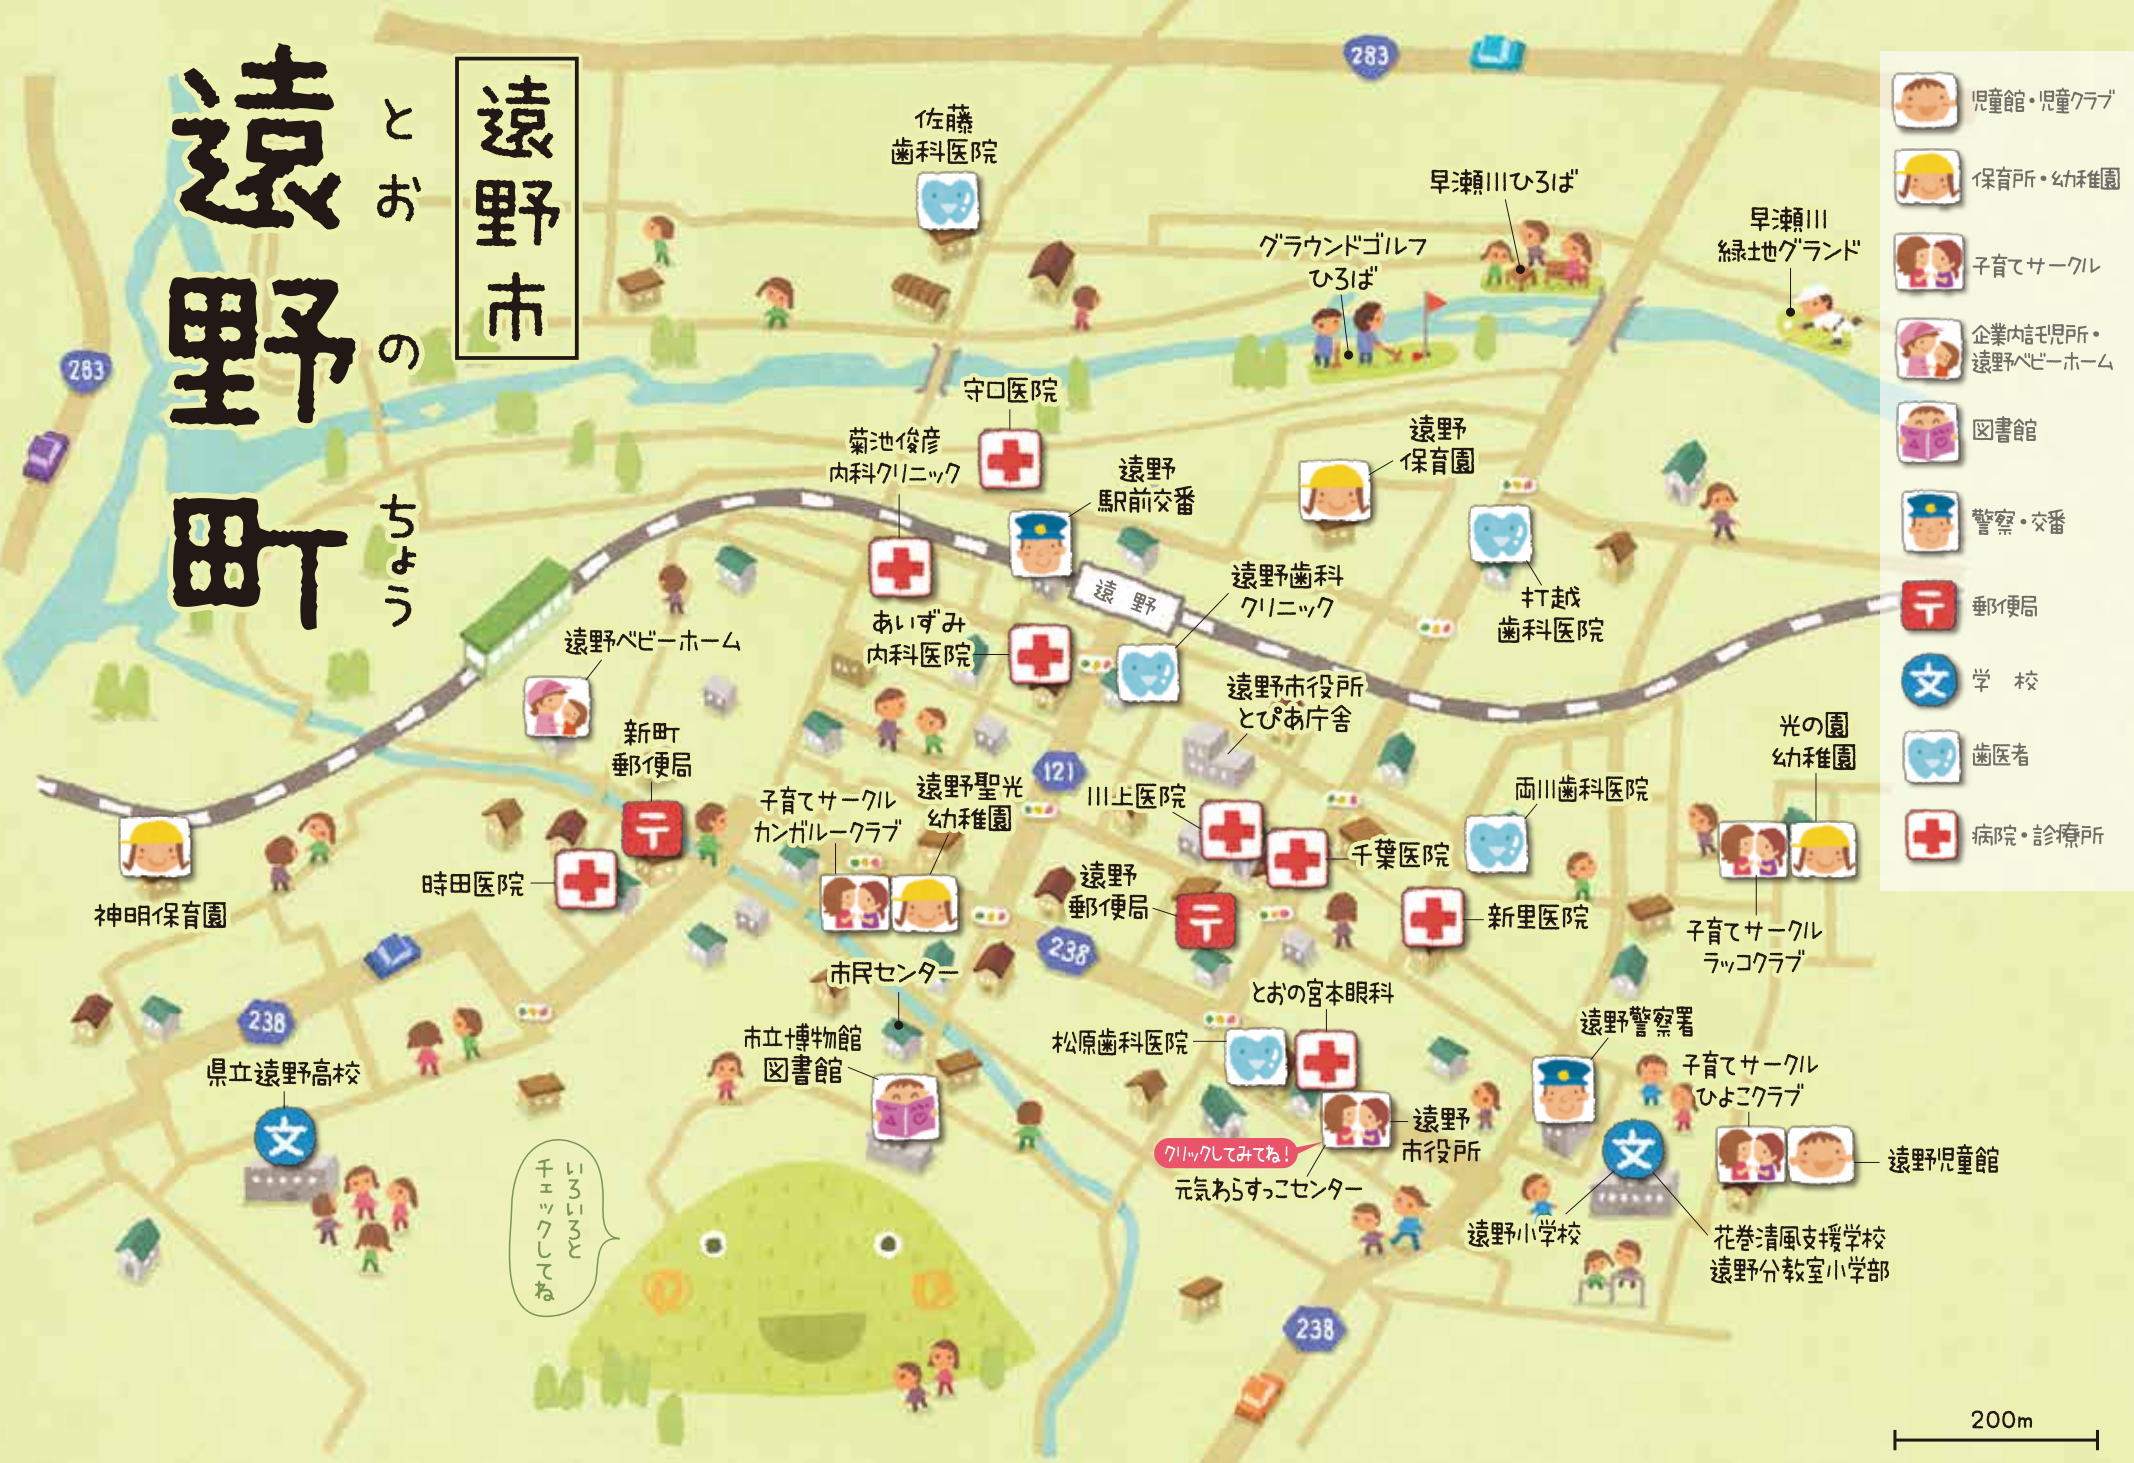 遠野市
遠野町
とおのちょう
283
283
佐藤
歯科医院
早瀬川ひろば
グラウンドゴルフ
ひろば
早瀬川
緑地グランド
守口医院
菊池俊彦
内科クリニック
遠野
駅前交番
遠野
保育園
遠野
遠野歯科
クリニック
打越
歯科医院
あいずみ
内科医院
遠野ベビーホーム
遠野市役所
とぴあ庁舎
新町
郵便局
121
子育てサークル
カンガルークラブ
遠野聖光
幼稚園
川上医院
千葉医院
両川歯科医院
光の園
幼稚園
時田医院
遠野
郵便局
新里医院
子育てサークル
ラッコクラブ
神明保育園
238
238
市民センター
とおの宮本眼科
松原歯科医院
遠野警察署
市立博物館
図書館
県立遠野高校
文
子育てサークル
ひよこクラブ
遠野
市役所
クリックしてみてね!
元気わらすっこセンター
文
遠野児童館
遠野小学校
花巻清風支援学校
遠野分教室小学部
いろいろと
チェックしてね
238
児童館・児童クラブ
保育所・幼稚園
子育てサークル
企業内託児所・
遠野ベビーホーム
図書館
警察・交番
郵便局
文
学 校
歯医者
病院・診療所
200m